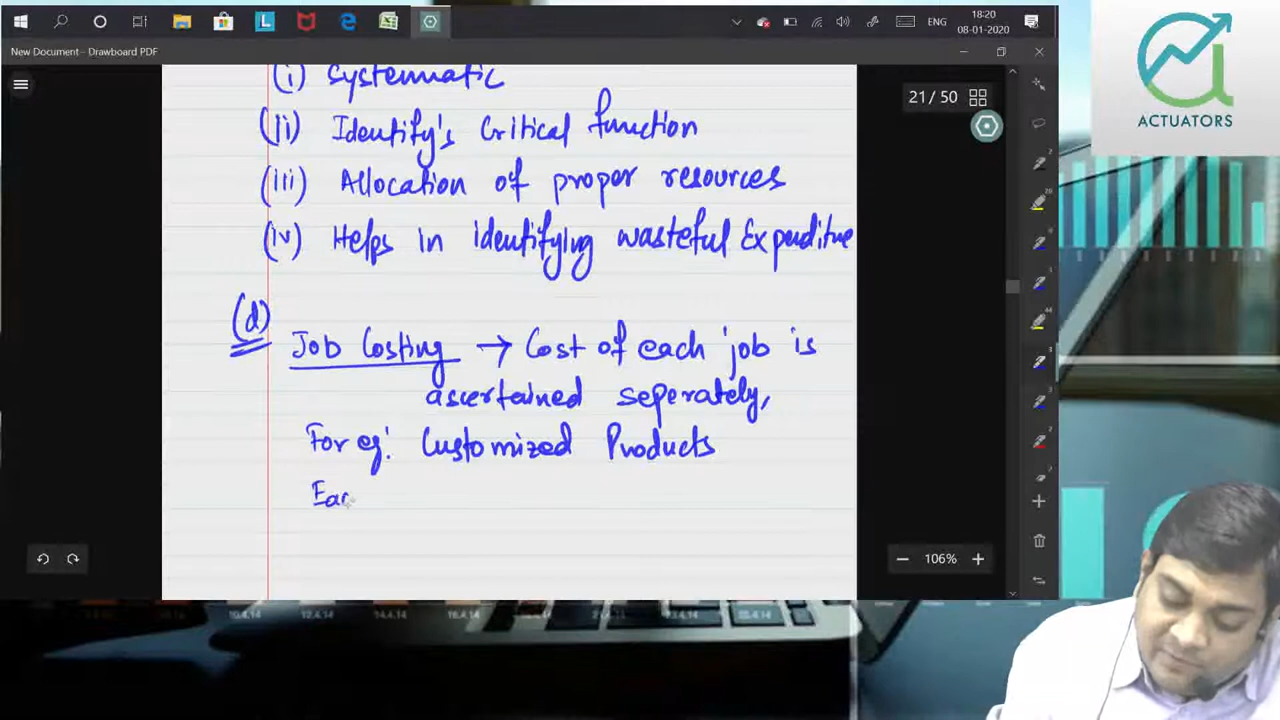 18:20
ENG
08-01-2020
New Document - Drawboard PDF
21 / 50
ACTUATORS
(i) Systematic
(ii) Identify's Critical function
(iii) Allocation of proper resources
(iv) Helps in identifying wasteful Expenditure
(d)
Job Costing → Cost of each job is
ascertained seperately,
For eg: Customized Products
Ear
106%